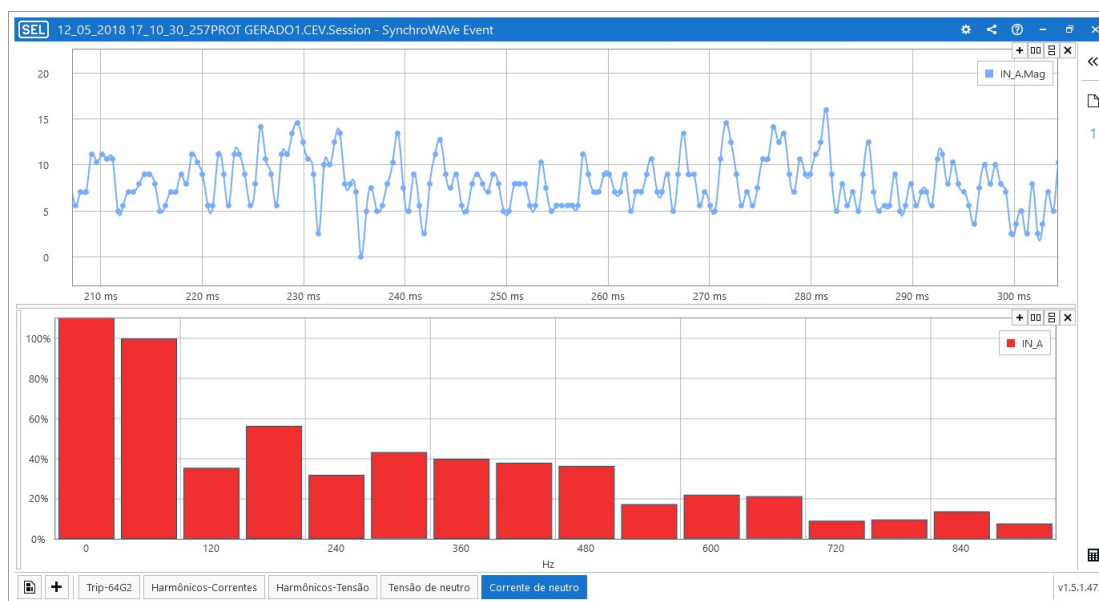 SEL 12_05_2018 17_10_30_257PROT GERADO1.CEV.Session - SynchroWAVe Event
IN_A.Mag
20
15
10
5
0
210 ms 220 ms 230 ms 240 ms 250 ms 260 ms 270 ms 280 ms 290 ms 300 ms
1
IN_A
100%
80%
60%
40%
20%
0%
0 120 240 360 480 600 720 840
Hz
Trip-64G2 Harmônicos-Correntes Harmônicos-Tensão Tensão de neutro Corrente de neutro